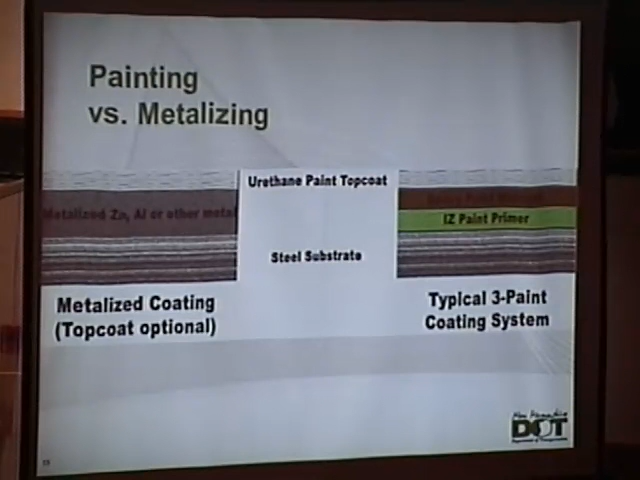 Painting
vs. Metalizing
Urethane Paint Topcoat
Metalized Zn, Al or other metal
IZ Paint Primer
Steel Substrate
Metalized Coating
(Topcoat optional)
Typical 3-Paint
Coating System
DOT